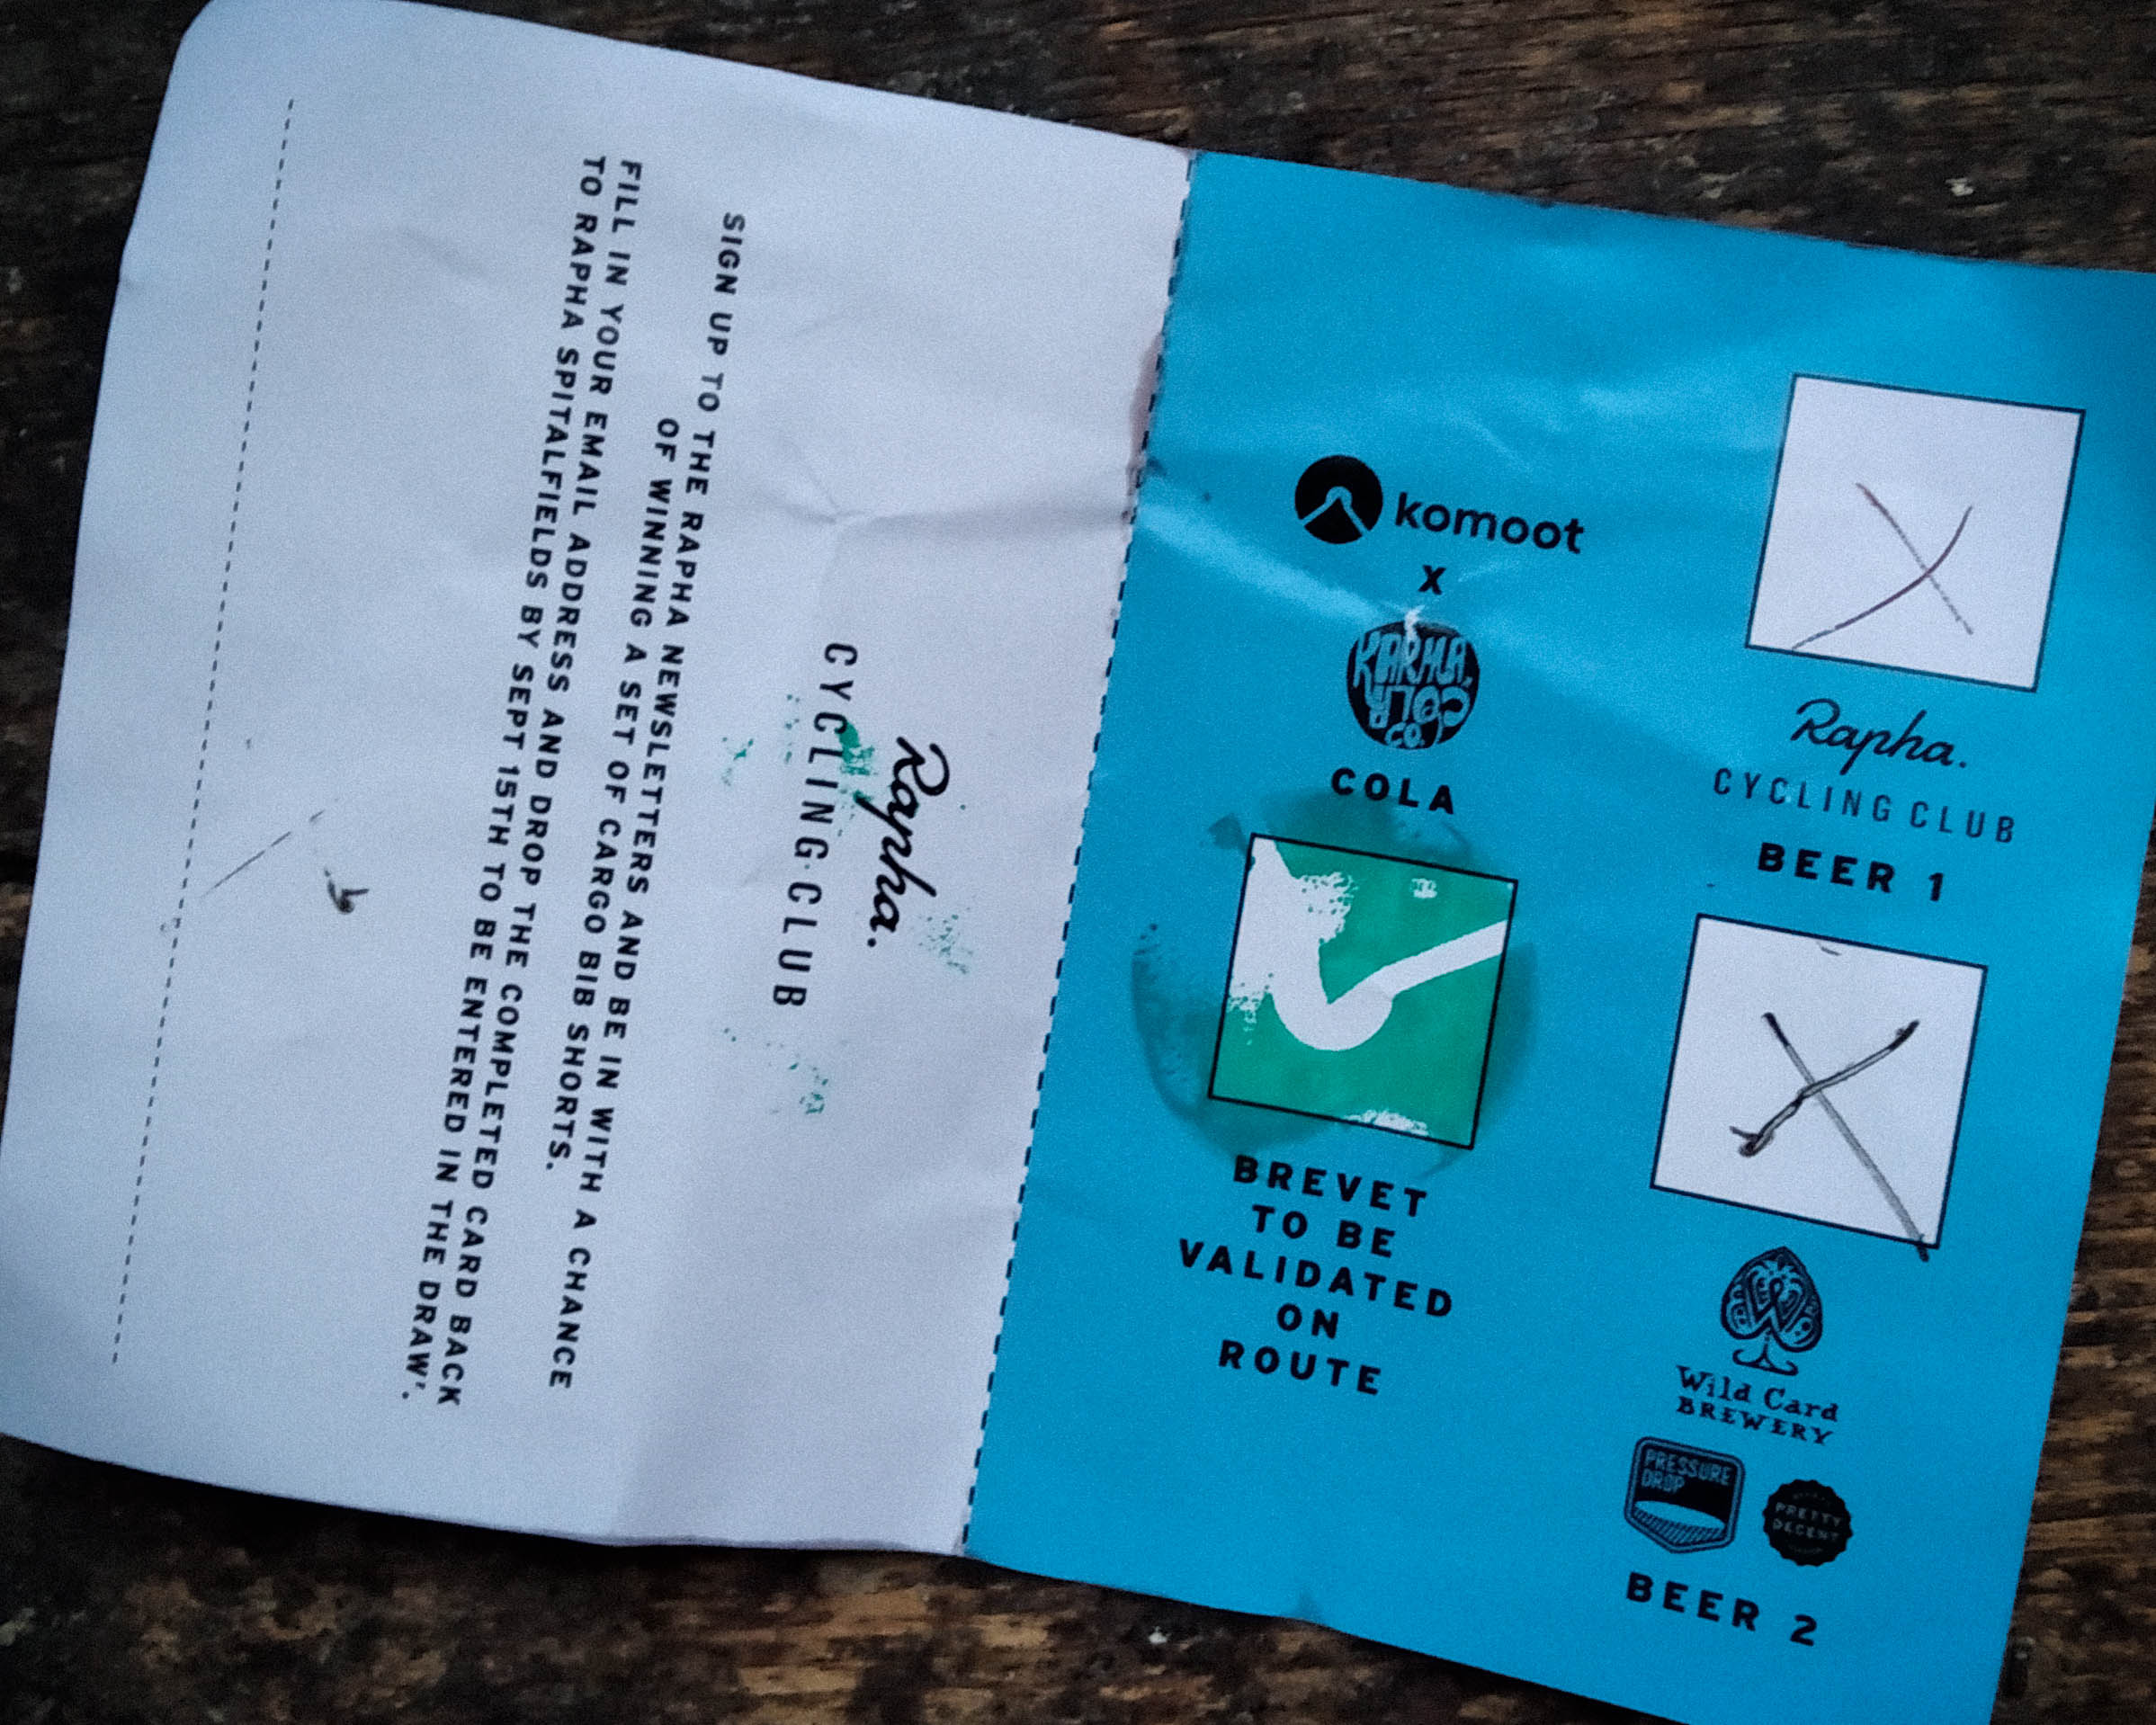 Rapha.
CYCLING CLUB
SIGN UP TO THE RAPHA NEWSLETTERS AND BE IN WITH A CHANCE
OF WINNING A SET OF CARGO BIB SHORTS.
FILL IN YOUR EMAIL ADDRESS AND DROP THE COMPLETED CARD BACK
TO RAPHA SPITALFIELDS BY SEPT 15TH TO BE ENTERED IN THE DRAW'.
komoot
X
KARMA
COLA
CO.
COLA
BREVET
TO BE
VALIDATED
ON
ROUTE
Rapha.
CYCLING CLUB
BEER 1
Wild Card
BREWERY
PRESSURE
DROP
PRETTY
DECENT
BEER 2